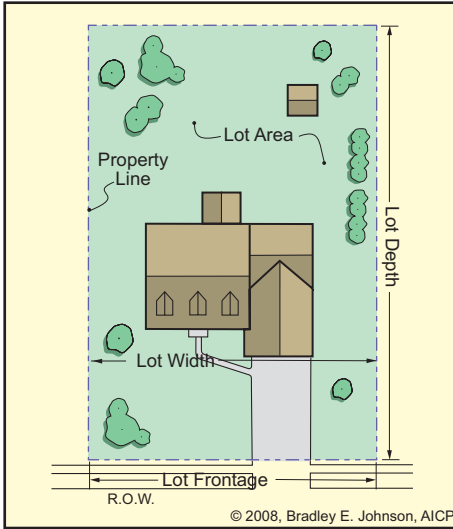 Lot Area
Property
Line
Lot Depth
Lot Width
Lot Frontage
R.O.W.
© 2008, Bradley E. Johnson, AICP